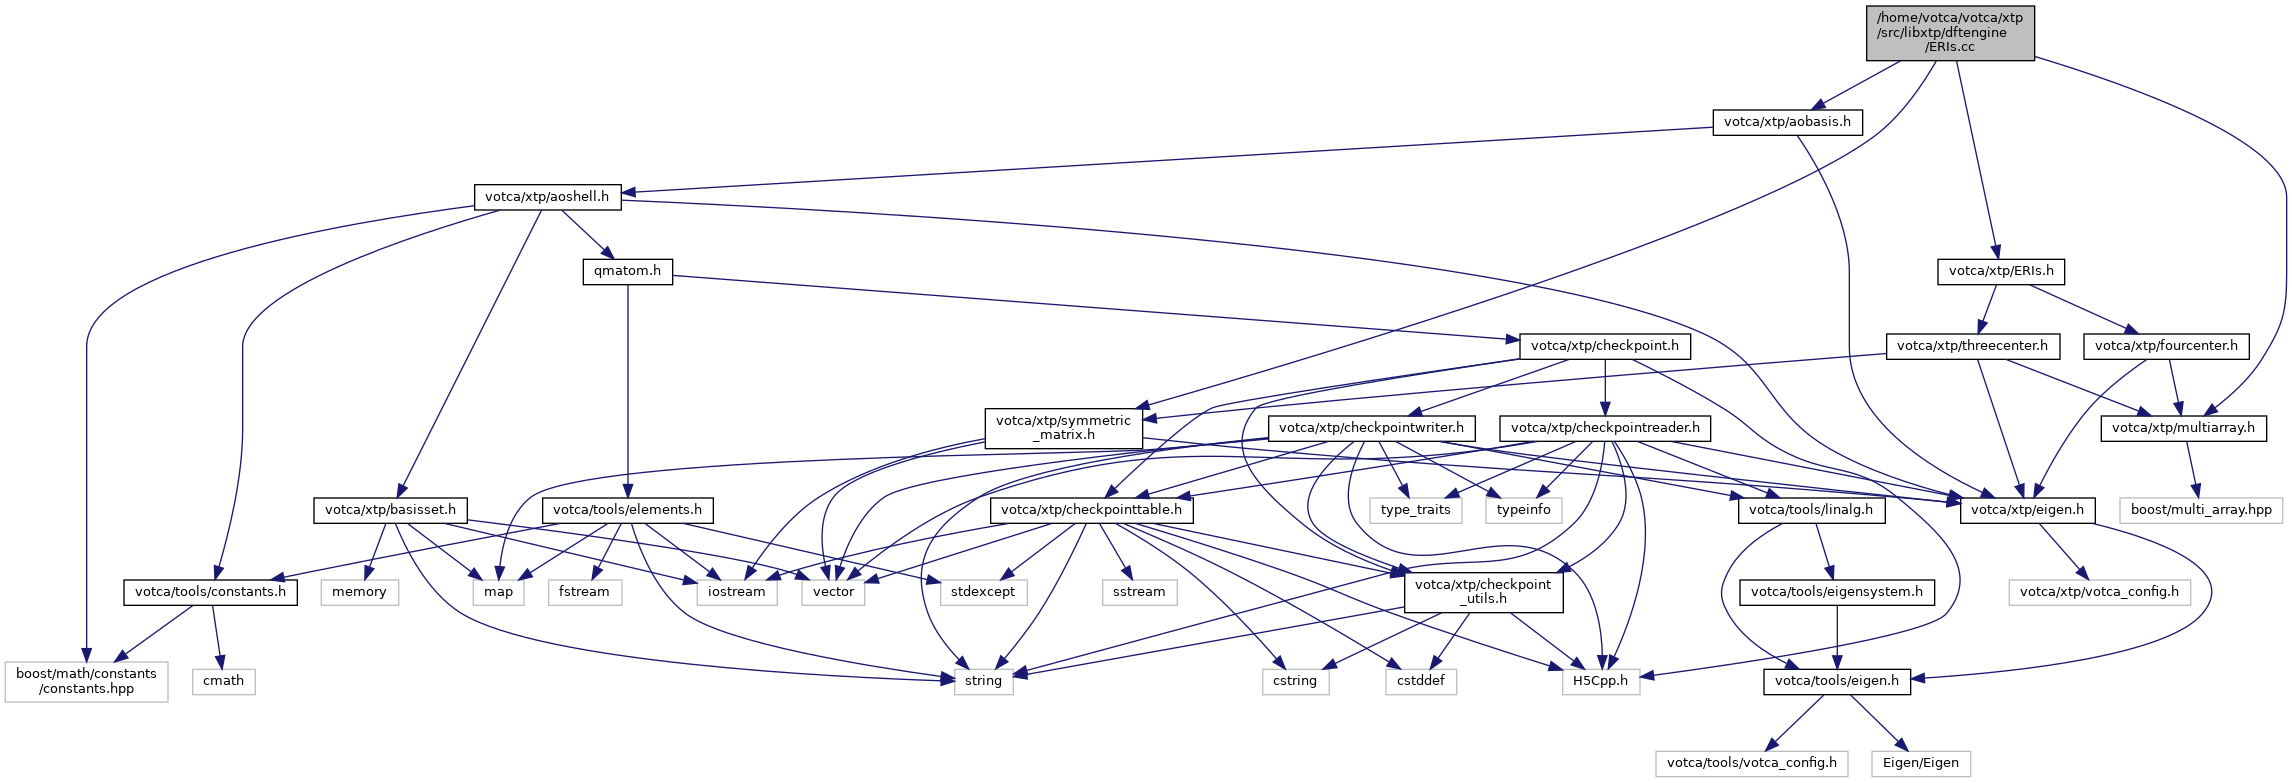 /home/votca/votca/xtp
/src/libxtp/dftengine
/ERIs.cc
votca/xtp/aobasis.h
votca/xtp/aoshell.h
qmatom.h
votca/xtp/ERIs.h
votca/xtp/checkpoint.h
votca/xtp/threecenter.h
votca/xtp/fourcenter.h
votca/xtp/symmetric
_matrix.h
votca/xtp/checkpointwriter.h
votca/xtp/checkpointreader.h
votca/xtp/multiarray.h
votca/xtp/basisset.h
votca/tools/elements.h
votca/xtp/checkpointtable.h
type_traits
typeinfo
votca/tools/linalg.h
votca/xtp/eigen.h
boost/multi_array.hpp
votca/tools/constants.h
memory
map
fstream
iostream
vector
stdexcept
sstream
votca/xtp/checkpoint
_utils.h
votca/tools/eigensystem.h
votca/xtp/votca_config.h
boost/math/constants
/constants.hpp
cmath
string
cstring
cstddef
H5Cpp.h
votca/tools/eigen.h
votca/tools/votca_config.h
Eigen/Eigen